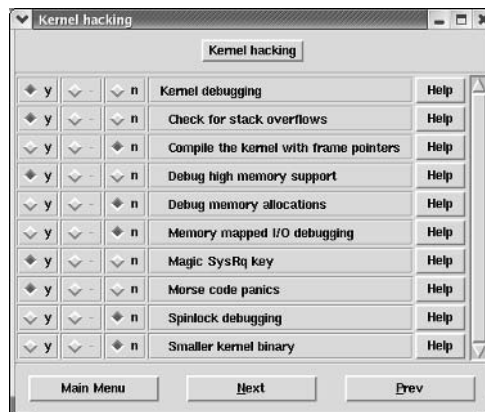 Kernel hacking
Kernel hacking
y - n Kernel debugging Help
y - n Check for stack overflows Help
y - n Compile the kernel with frame pointers Help
y - n Debug high memory support Help
y - n Debug memory allocations Help
y - n Memory mapped I/O debugging Help
y - n Magic SysRq key Help
y - n Morse code panics Help
y - n Spinlock debugging Help
y - n Smaller kernel binary Help
Main Menu Next Prev